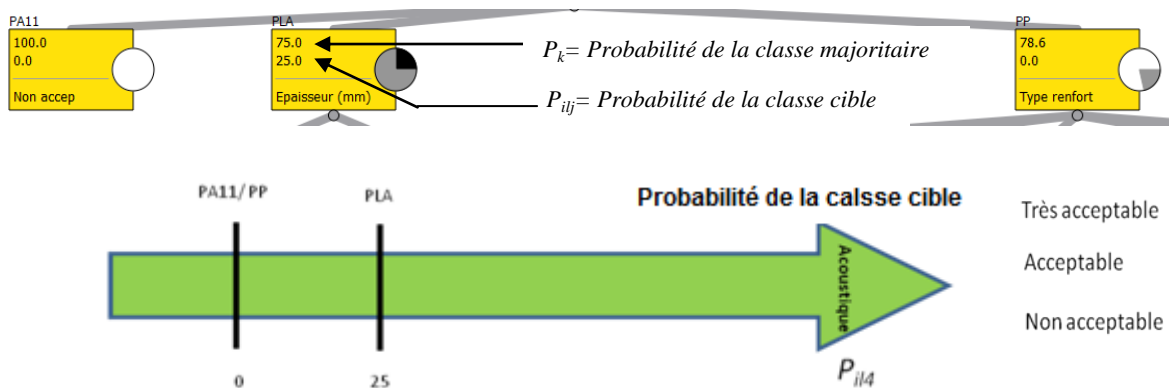 PA11
100.0
0.0
Non accep
PLA
75.0
25.0
Epaisseur (mm)
Pk= Probabilité de la classe majoritaire
Pilj= Probabilité de la classe cible
PP
78.6
0.0
Type renfort
PA11/PP
PLA
Probabilité de la calsse cible
Très acceptable
Acceptable
Non acceptable
Acoustique
0
25
Pil4